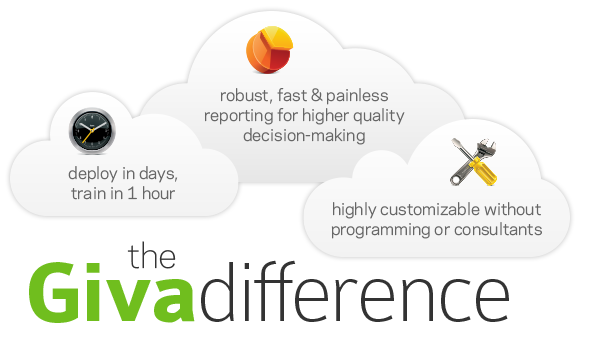 robust, fast & painless
reporting for higher quality
decision-making
deploy in days,
train in 1 hour
highly customizable without
programming or consultants
the
Givadifference